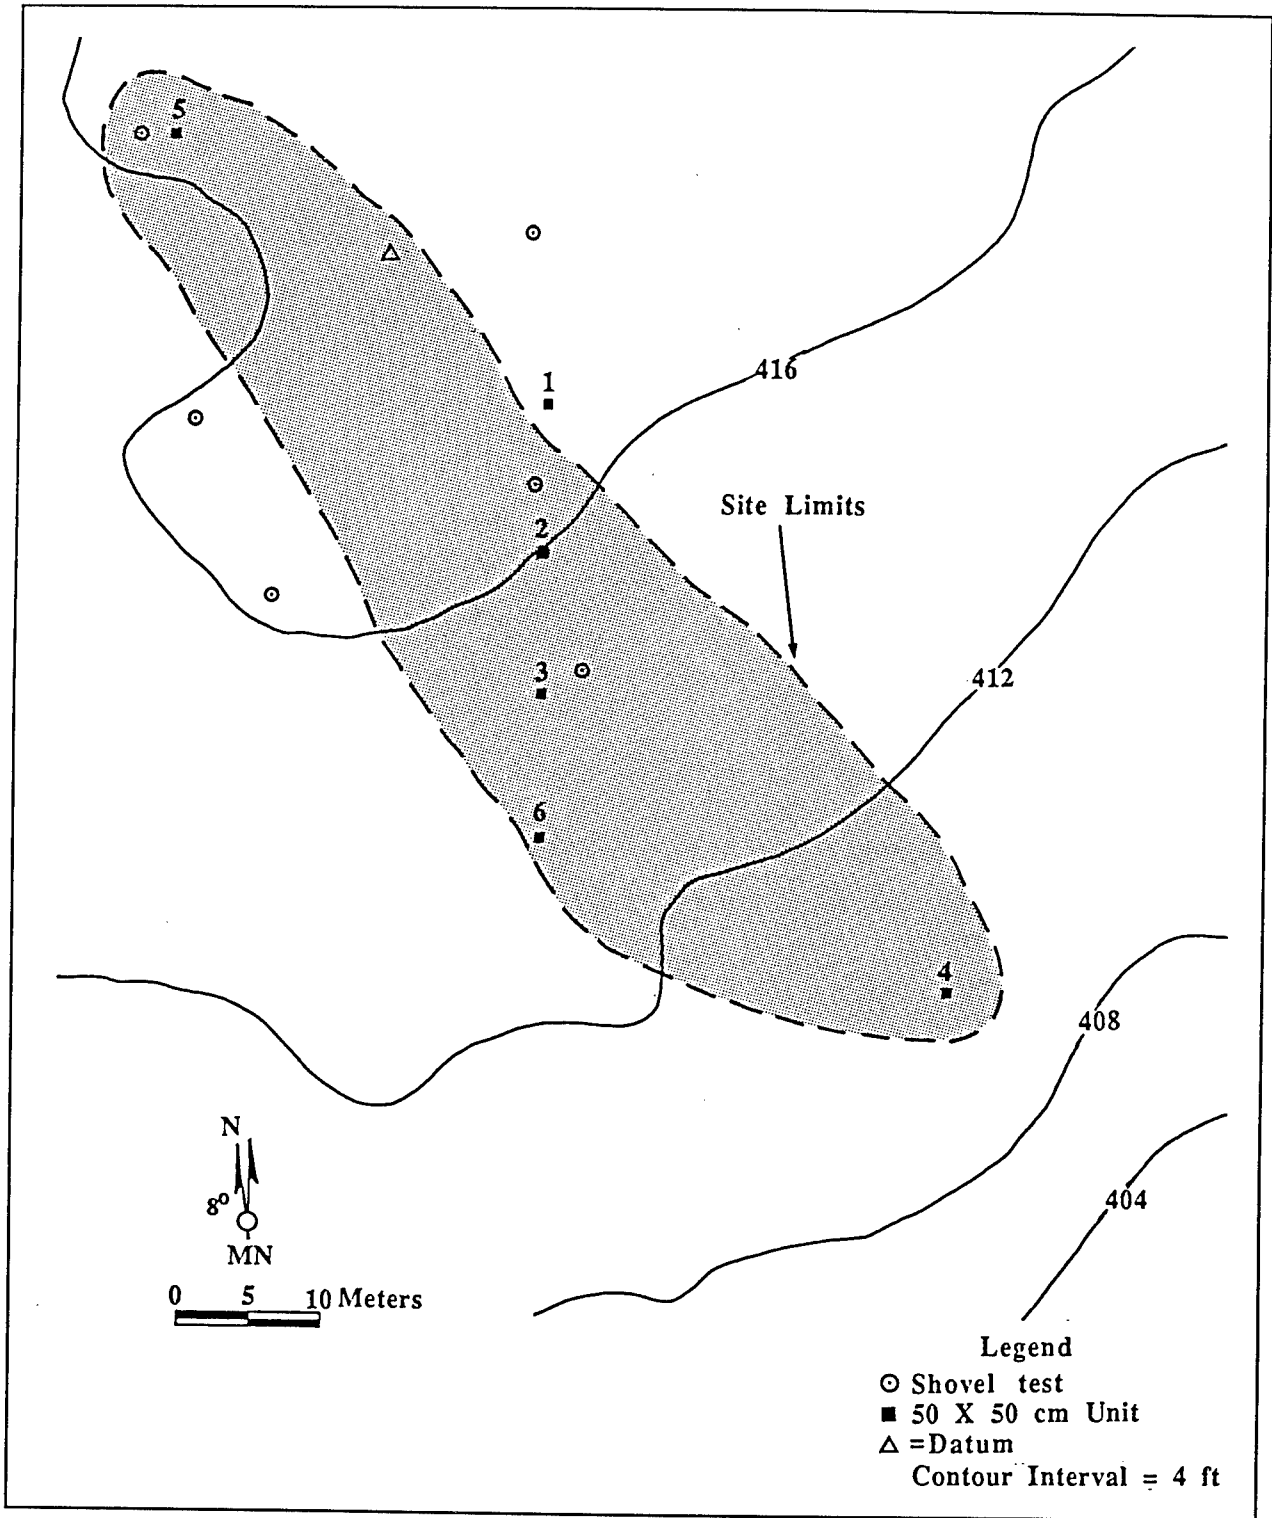 5
1
416
Site Limits
2
412
3
6
4
408
N
8°
MN
404
0 5 10 Meters
Legend
Shovel test
50 X 50 cm Unit
=Datum
Contour Interval = 4 ft